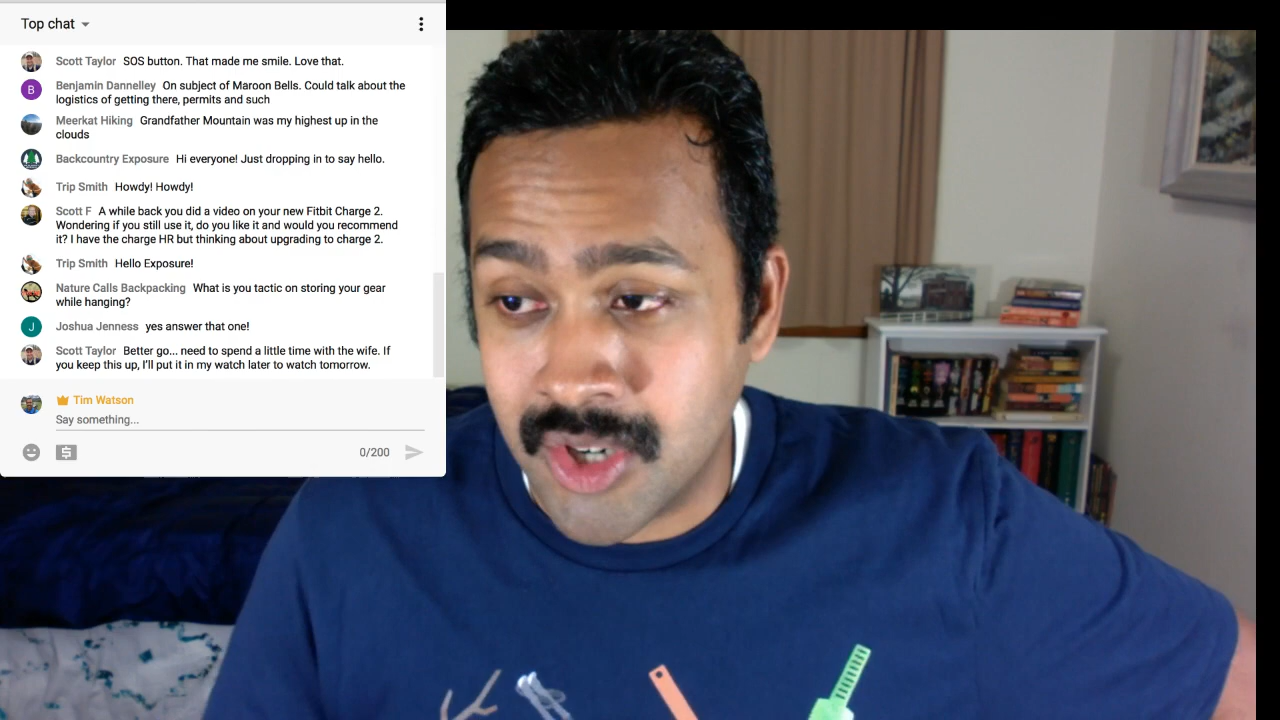 Top chat
Scott Taylor SOS button. That made me smile. Love that.
B Benjamin Dannelley On subject of Maroon Bells. Could talk about the
logistics of getting there, permits and such
Meerkat Hiking Grandfather Mountain was my highest up in the
clouds
Backcountry Exposure Hi everyone! Just dropping in to say hello.
Trip Smith Howdy! Howdy!
Scott F A while back you did a video on your new Fitbit Charge 2.
Wondering if you still use it, do you like it and would you recommend
it? I have the charge HR but thinking about upgrading to charge 2.
Trip Smith Hello Exposure!
Nature Calls Backpacking What is you tactic on storing your gear
while hanging?
J Joshua Jenness yes answer that one!
Scott Taylor Better go... need to spend a little time with the wife. If
you keep this up, I'll put it in my watch later to watch tomorrow.
Tim Watson
Say something...
$ 0/200